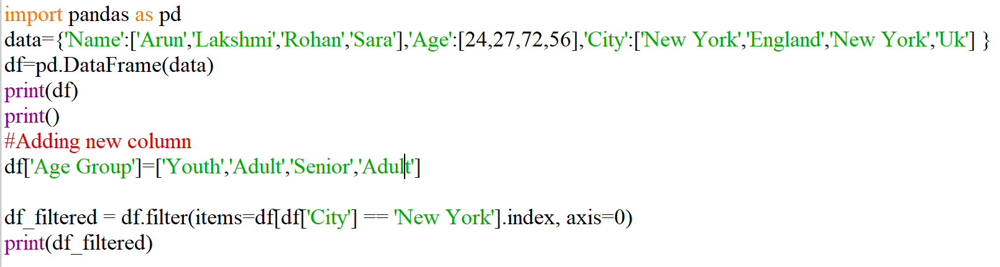 import pandas as pd
data={'Name':['Arun','Lakshmi','Rohan','Sara'],'Age':[24,27,72,56],'City':['New York','England','New York','Uk'] }
df=pd.DataFrame(data)
print(df)
print()
#Adding new column
df['Age Group']=['Youth','Adult','Senior','Adult']
df_filtered = df.filter(items=df[df['City'] == 'New York'].index, axis=0)
print(df_filtered)